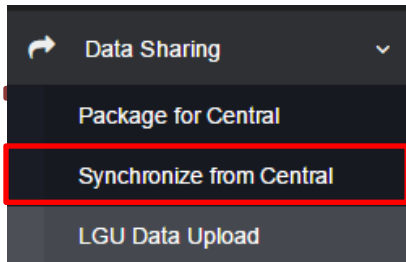 Data Sharing
Package for Central
Synchronize from Central
LGU Data Upload